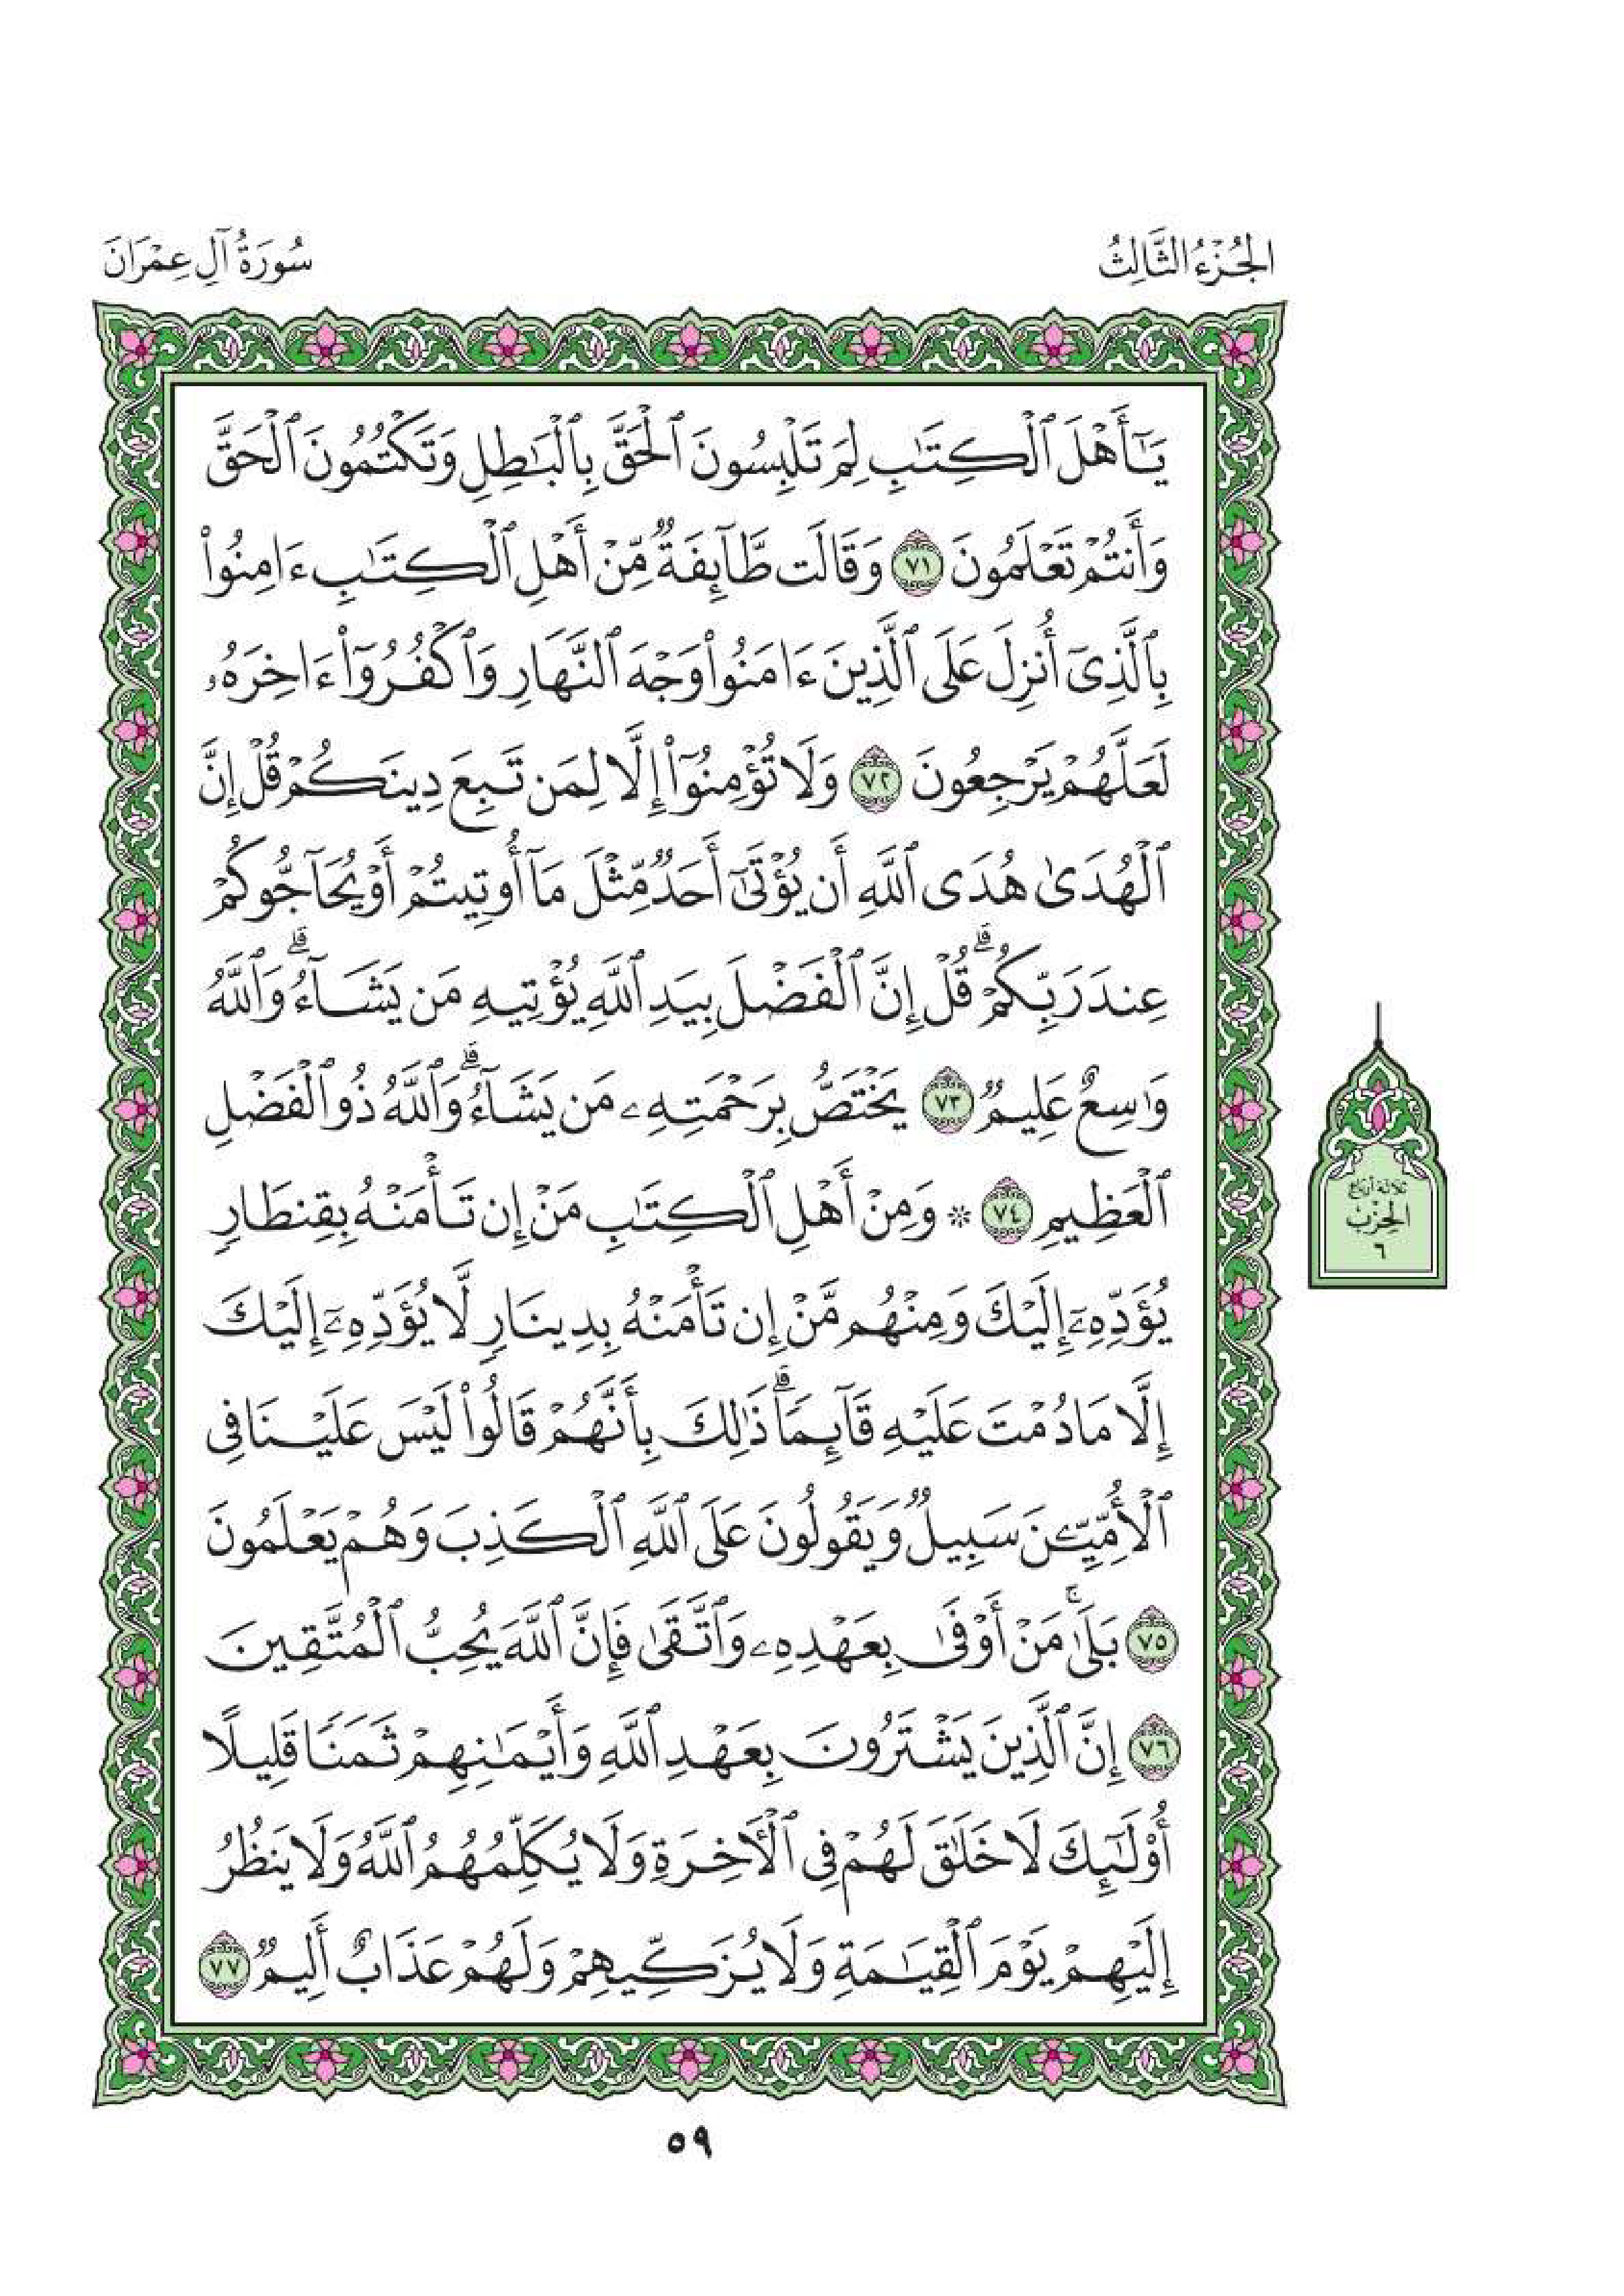 الجُزْءُ الثَّالِثُ
سُورَةُ آلِ عِمْرَانَ
يَٰٓأَهْلَ ٱلْكِتَٰبِ لِمَ تَلْبِسُونَ ٱلْحَقَّ بِٱلْبَٰطِلِ وَتَكْتُمُونَ ٱلْحَقَّ
وَأَنتُمْ تَعْلَمُونَ ٧١ وَقَالَت طَّآئِفَةٌ مِّنْ أَهْلِ ٱلْكِتَٰبِ ءَامِنُوا۟
بِٱلَّذِىٓ أُنزِلَ عَلَى ٱلَّذِينَ ءَامَنُوا۟ وَجْهَ ٱلنَّهَارِ وَٱكْفُرُوٓا۟ ءَاخِرَهُۥ
لَعَلَّهُمْ يَرْجِعُونَ ٧٢ وَلَا تُؤْمِنُوٓا۟ إِلَّا لِمَن تَبِعَ دِينَكُمْ قُلْ إِنَّ
ٱلْهُدَىٰ هُدَى ٱللَّهِ أَن يُؤْتَىٰٓ أَحَدٌ مِّثْلَ مَآ أُوتِيتُمْ أَوْ يُحَآجُّوكُمْ
عِندَ رَبِّكُمْ ۗ قُلْ إِنَّ ٱلْفَضْلَ بِيَدِ ٱللَّهِ يُؤْتِيهِ مَن يَشَآءُ ۗ وَٱللَّهُ
وَٰسِعٌ عَلِيمٌ ٧٣ يَخْتَصُّ بِرَحْمَتِهِۦ مَن يَشَآءُ ۗ وَٱللَّهُ ذُو ٱلْفَضْلِ
ٱلْعَظِيمِ ٧٤ * وَمِنْ أَهْلِ ٱلْكِتَٰبِ مَنْ إِن تَأْمَنْهُ بِقِنطَارٍ
يُؤَدِّهِۦٓ إِلَيْكَ وَمِنْهُم مَّنْ إِن تَأْمَنْهُ بِدِينَارٍ لَّا يُؤَدِّهِۦٓ إِلَيْكَ
إِلَّا مَا دُمْتَ عَلَيْهِ قَآئِمًا ۗ ذَٰلِكَ بِأَنَّهُمْ قَالُوا۟ لَيْسَ عَلَيْنَا فِى
ٱلْأُمِّيِّـۧنَ سَبِيلٌ وَيَقُولُونَ عَلَى ٱللَّهِ ٱلْكَذِبَ وَهُمْ يَعْلَمُونَ
٧٥ بَلَىٰ ۚ مَنْ أَوْفَىٰ بِعَهْدِهِۦ وَٱتَّقَىٰ فَإِنَّ ٱللَّهَ يُحِبُّ ٱلْمُتَّقِينَ
٧٦ إِنَّ ٱلَّذِينَ يَشْتَرُونَ بِعَهْدِ ٱللَّهِ وَأَيْمَٰنِهِمْ ثَمَنًا قَلِيلًا
أُو۟لَٰٓئِكَ لَا خَلَٰقَ لَهُمْ فِى ٱلْـَٔاخِرَةِ وَلَا يُكَلِّمُهُمُ ٱللَّهُ وَلَا يَنظُرُ
إِلَيْهِمْ يَوْمَ ٱلْقِيَٰمَةِ وَلَا يُزَكِّيهِمْ وَلَهُمْ عَذَابٌ أَلِيمٌ ٧٧
ثلاثة أرباع
الحِزْبِ
٦
٥٩